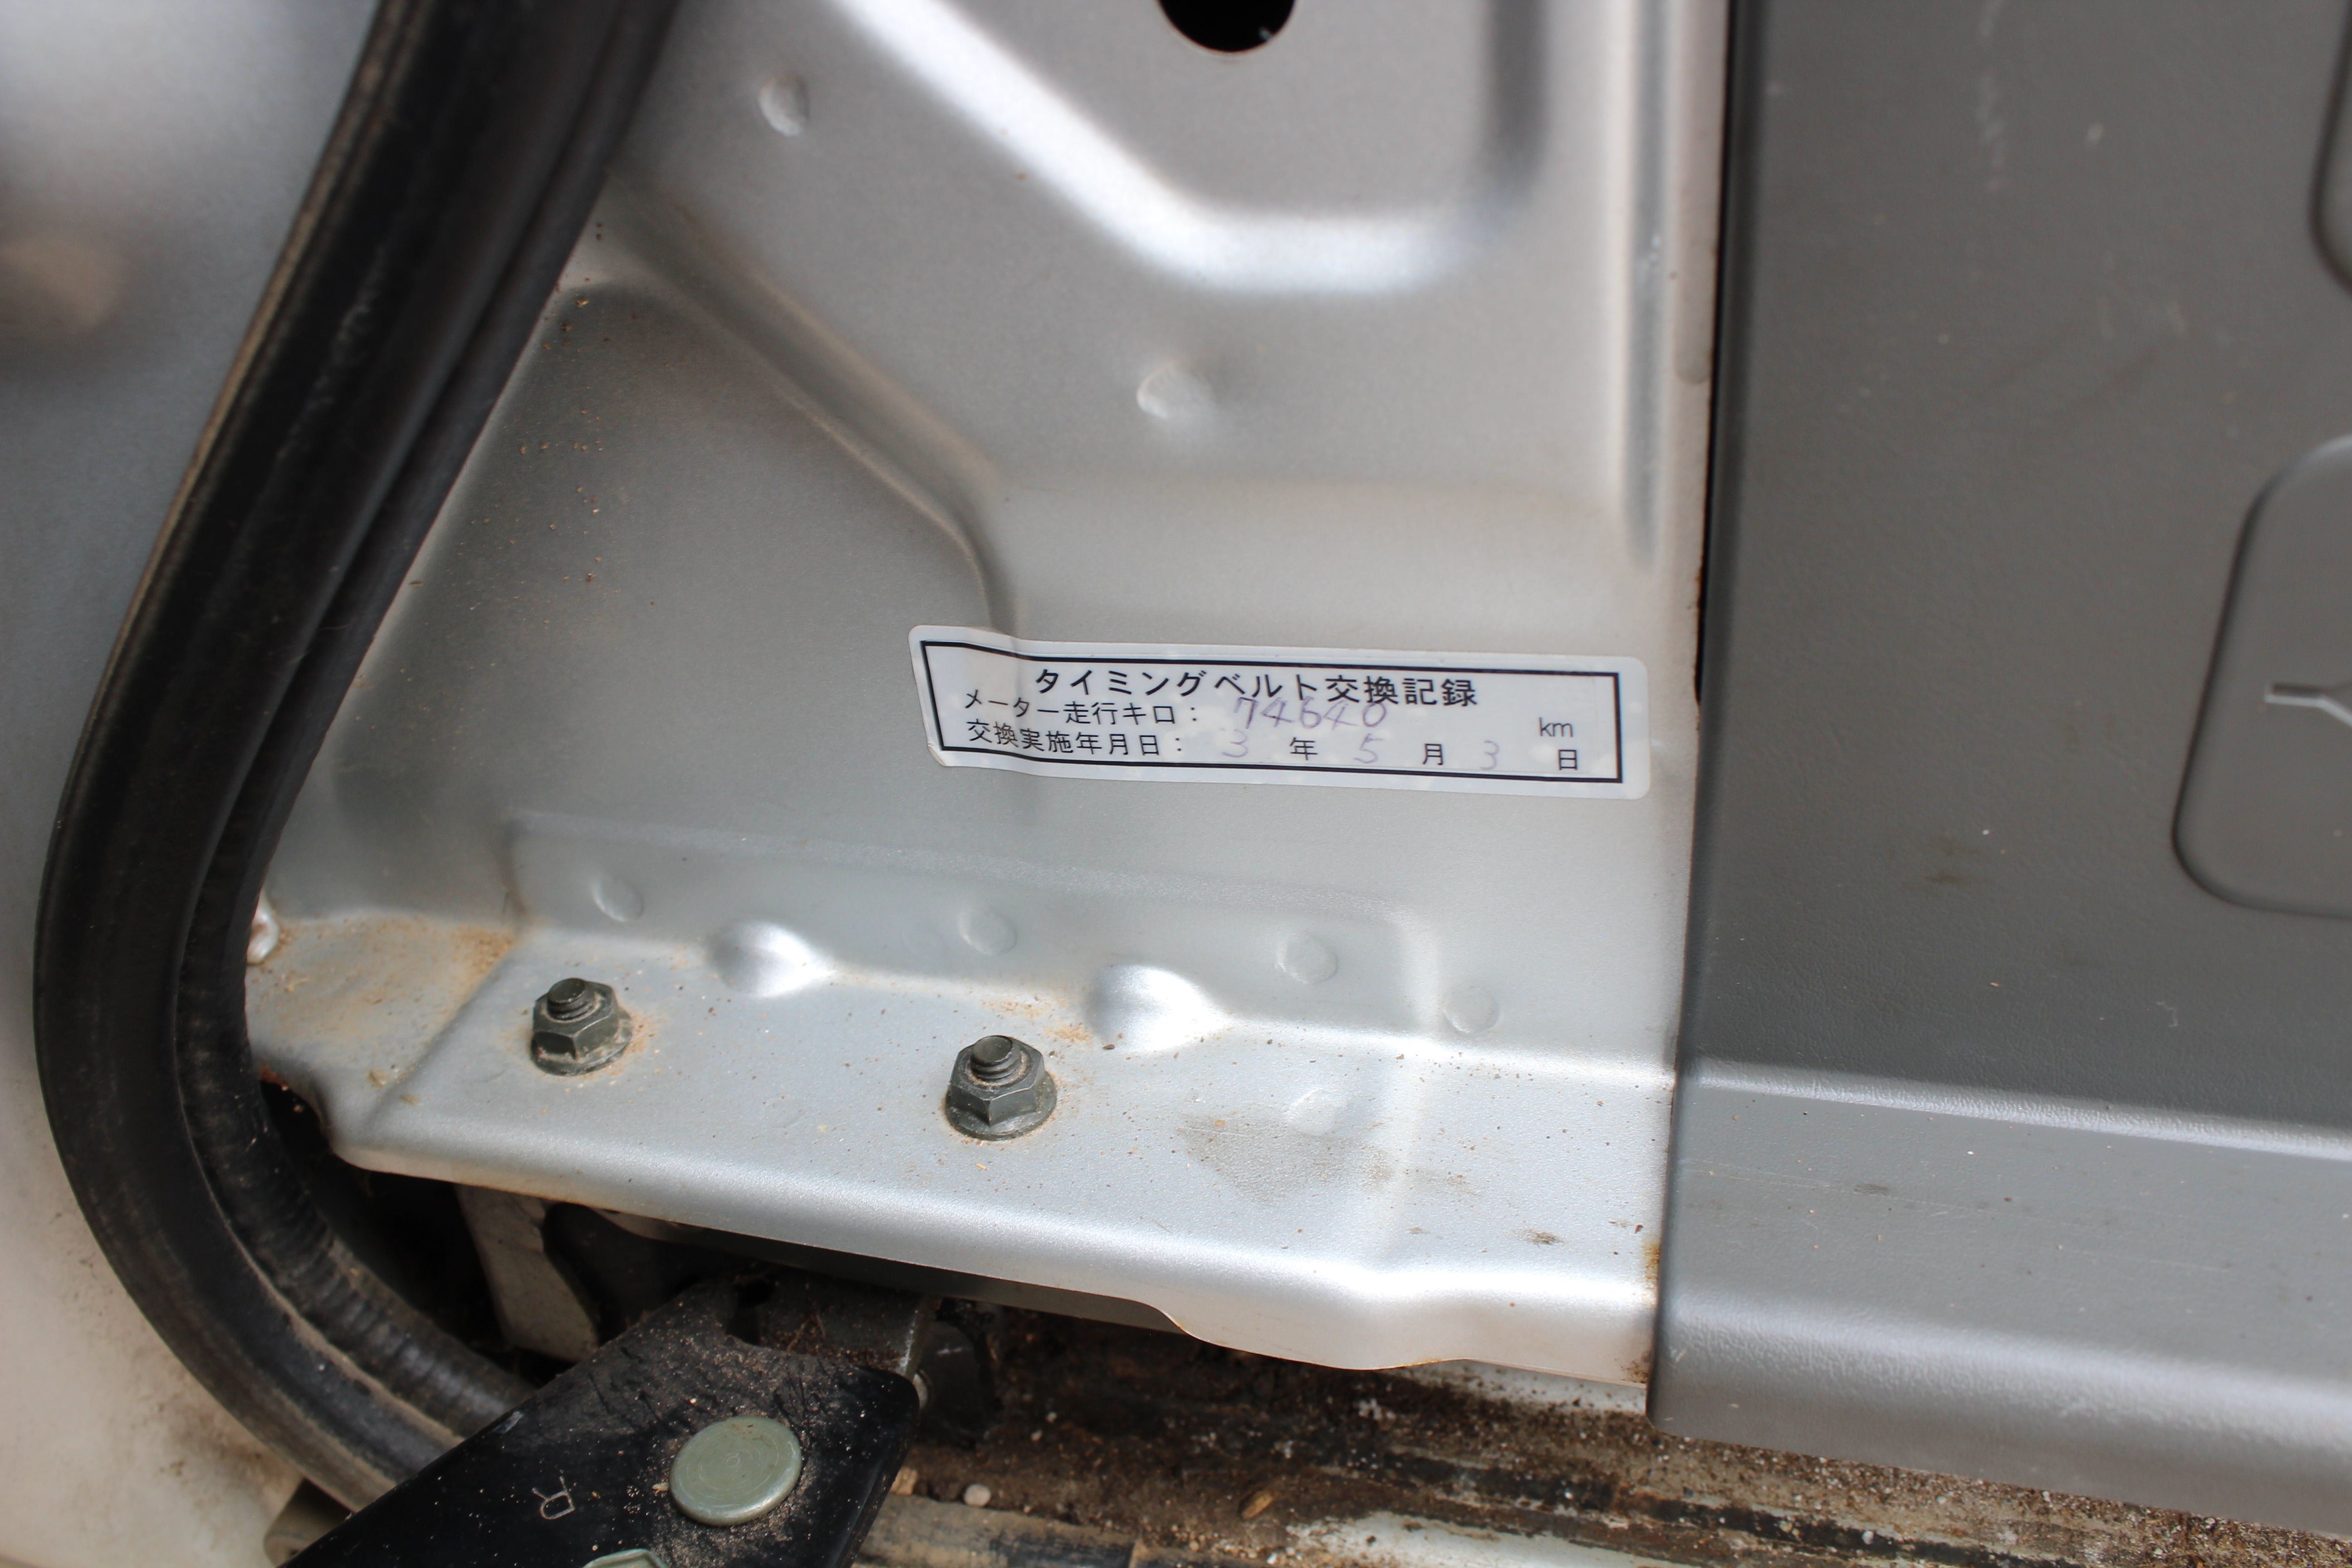 タイミングベルト交換記録
メーター走行キロ： 74640 km
交換実施年月日： 3 年 5 月 3 日
R